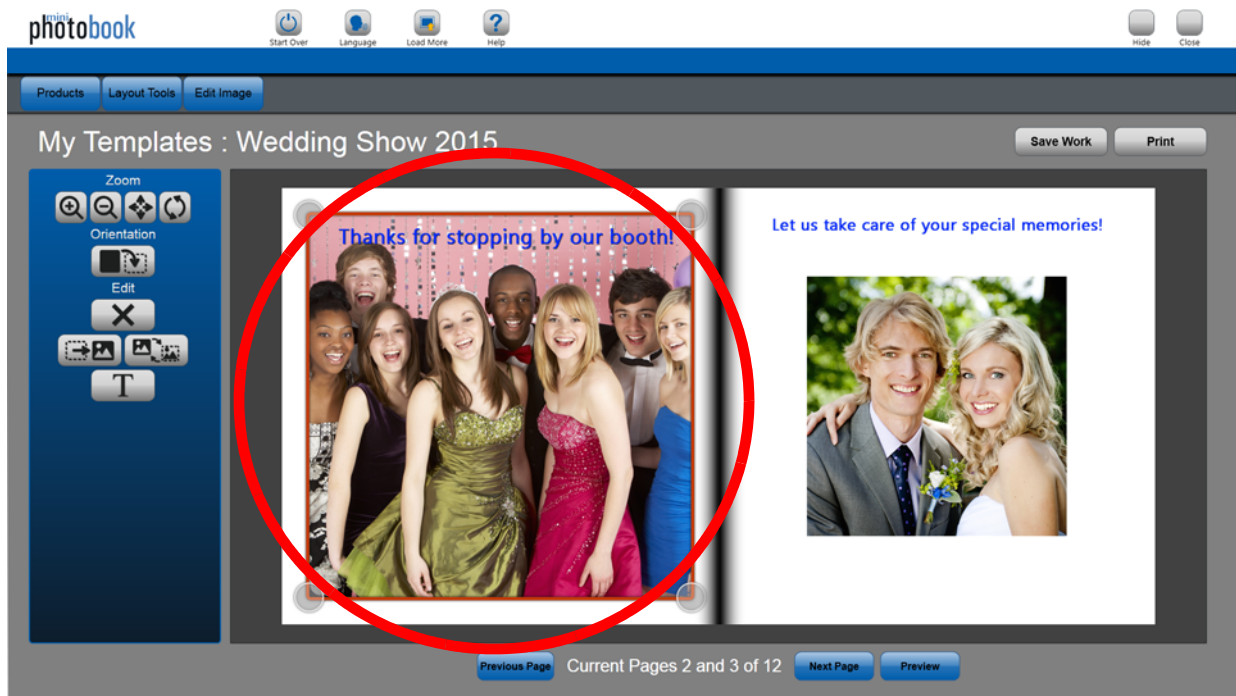 mini
photobook
Start Over
Language
Load More
Help
Hide
Close
Products
Layout Tools
Edit Image
My Templates : Wedding Show 2015
Save Work
Print
Zoom
Orientation
Edit
T
Thanks for stopping by our booth!
Let us take care of your special memories!
Previous Page
Current Pages 2 and 3 of 12
Next Page
Preview